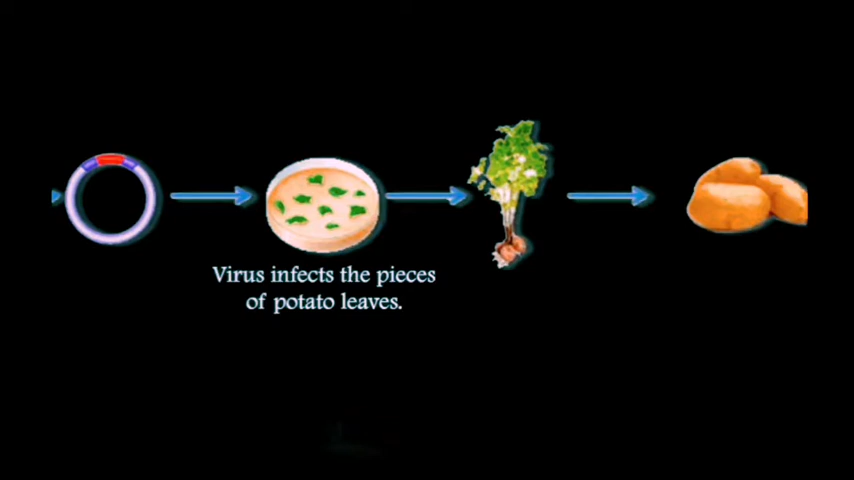 Virus infects the pieces
of potato leaves.